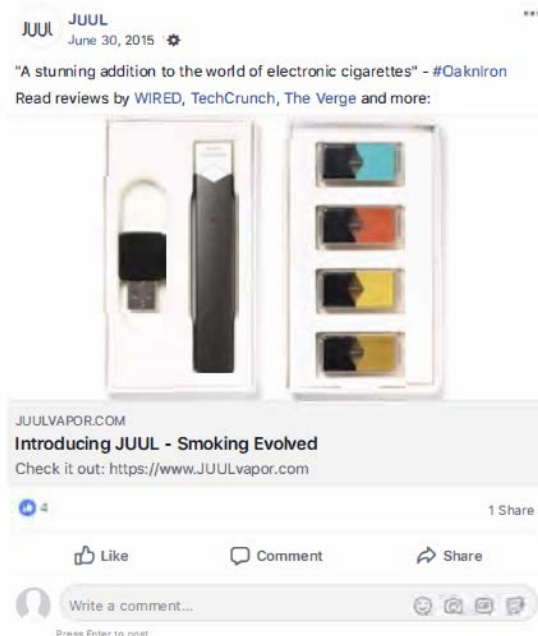 JUUL
JUUL
June 30, 2015
"A stunning addition to the world of electronic cigarettes" - #OaknIron
Read reviews by WIRED, TechCrunch, The Verge and more:
JUULVAPOR.COM
Introducing JUUL - Smoking Evolved
Check it out: https://www.JUULvapor.com
4
1 Share
Like
Comment
Share
Write a comment...
GIF
Press Enter to post.